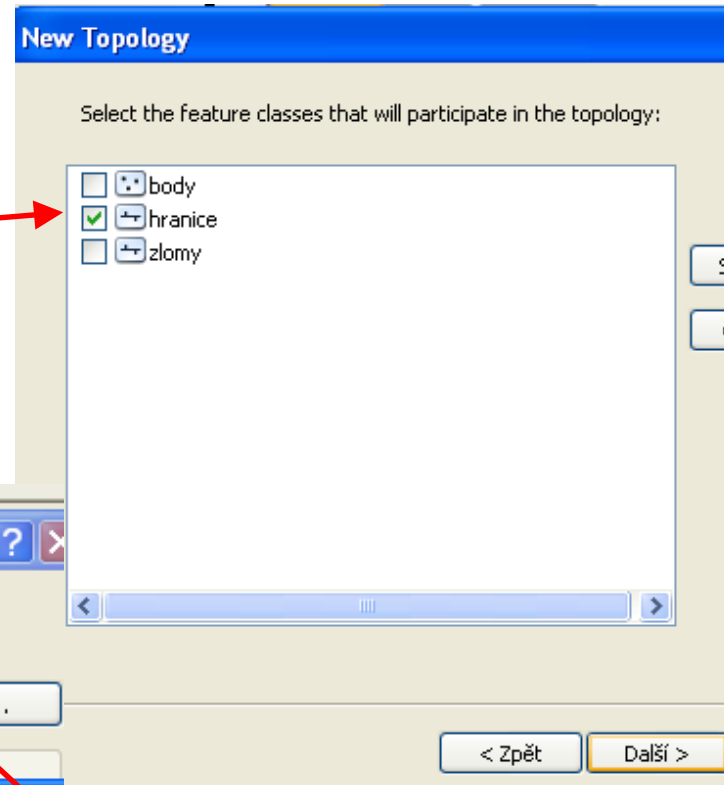 New Topology
Select the feature classes that will participate in the topology:
body
hranice
zlomy
?
.
< Zpět
Další >